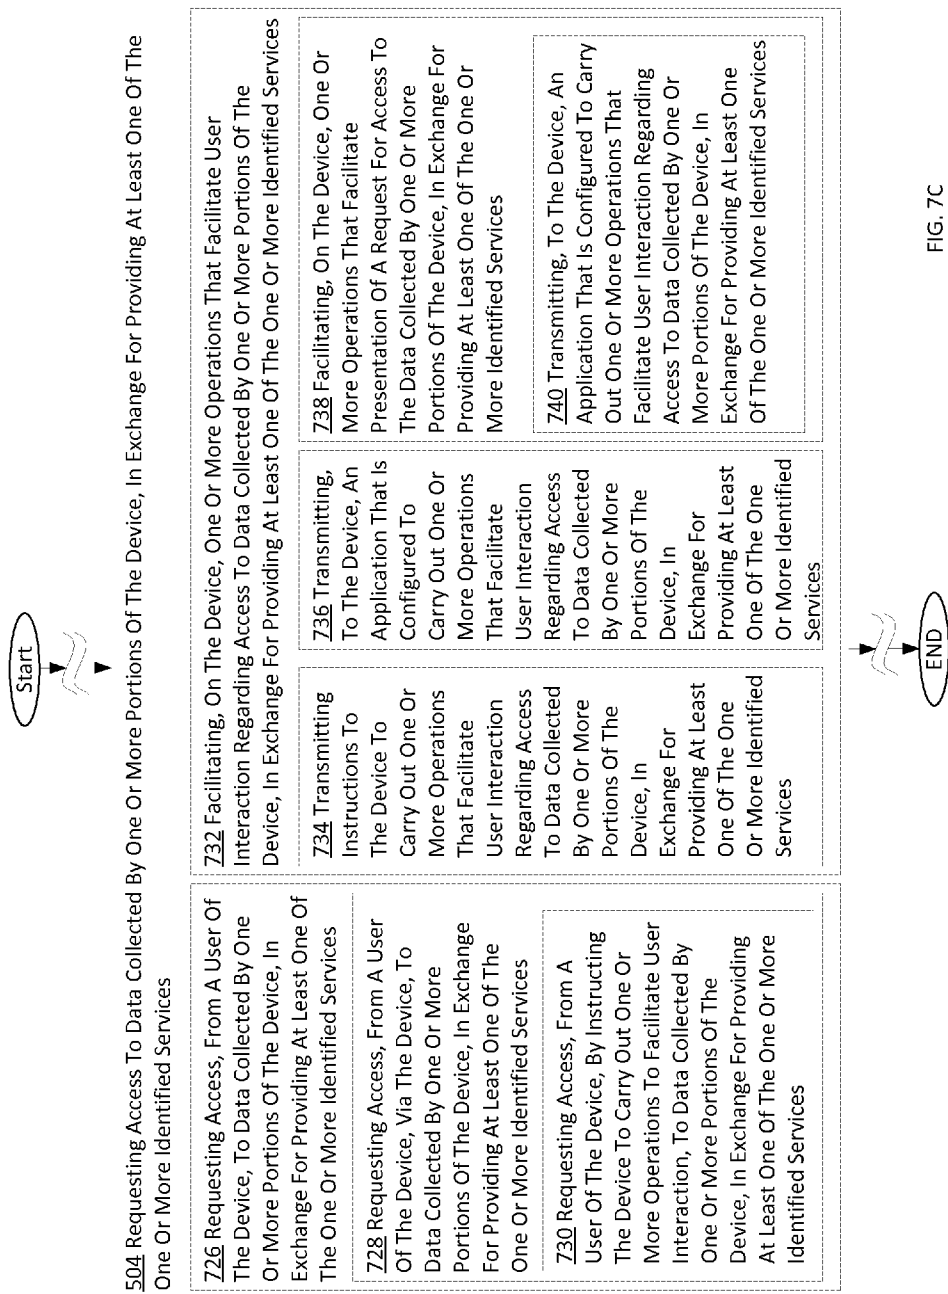 Start
504 Requesting Access To Data Collected By One Or More Portions Of The Device, In Exchange For Providing At Least One Of The
One Or More Identified Services
726 Requesting Access, From A User Of
The Device, To Data Collected By One
Or More Portions Of The Device, In
Exchange For Providing At Least One Of
The One Or More Identified Services
728 Requesting Access, From A User
Of The Device, Via The Device, To
Data Collected By One Or More
Portions Of The Device, In Exchange
For Providing At Least One Of The
One Or More Identified Services
730 Requesting Access, From A
User Of The Device, By Instructing
The Device To Carry Out One Or
More Operations To Facilitate User
Interaction, To Data Collected By
One Or More Portions Of The
Device, In Exchange For Providing
At Least One Of The One Or More
Identified Services
732 Facilitating, On The Device, One Or More Operations That Facilitate User
Interaction Regarding Access To Data Collected By One Or More Portions Of The
Device, In Exchange For Providing At Least One Of The One Or More Identified Services
734 Transmitting
Instructions To
The Device To
Carry Out One Or
More Operations
That Facilitate
User Interaction
Regarding Access
To Data Collected
By One Or More
Portions Of The
Device, In
Exchange For
Providing At Least
One Of The One
Or More Identified
Services
736 Transmitting,
To The Device, An
Application That Is
Configured To
Carry Out One Or
More Operations
That Facilitate
User Interaction
Regarding Access
To Data Collected
By One Or More
Portions Of The
Device, In
Exchange For
Providing At Least
One Of The One
Or More Identified
Services
738 Facilitating, On The Device, One Or
More Operations That Facilitate
Presentation Of A Request For Access To
The Data Collected By One Or More
Portions Of The Device, In Exchange For
Providing At Least One Of The One Or
More Identified Services
740 Transmitting, To The Device, An
Application That Is Configured To Carry
Out One Or More Operations That
Facilitate User Interaction Regarding
Access To Data Collected By One Or
More Portions Of The Device, In
Exchange For Providing At Least One
Of The One Or More Identified Services
END
FIG. 7C